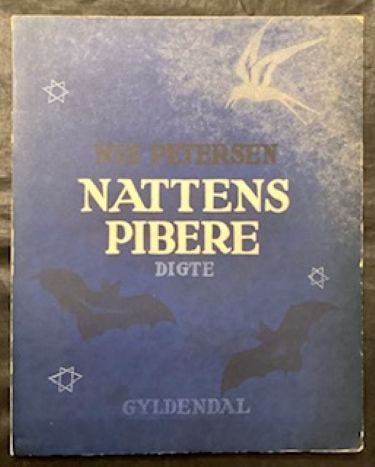 NIS PETERSEN
NATTENS
PIBERE
DIGTE
GYLDENDAL